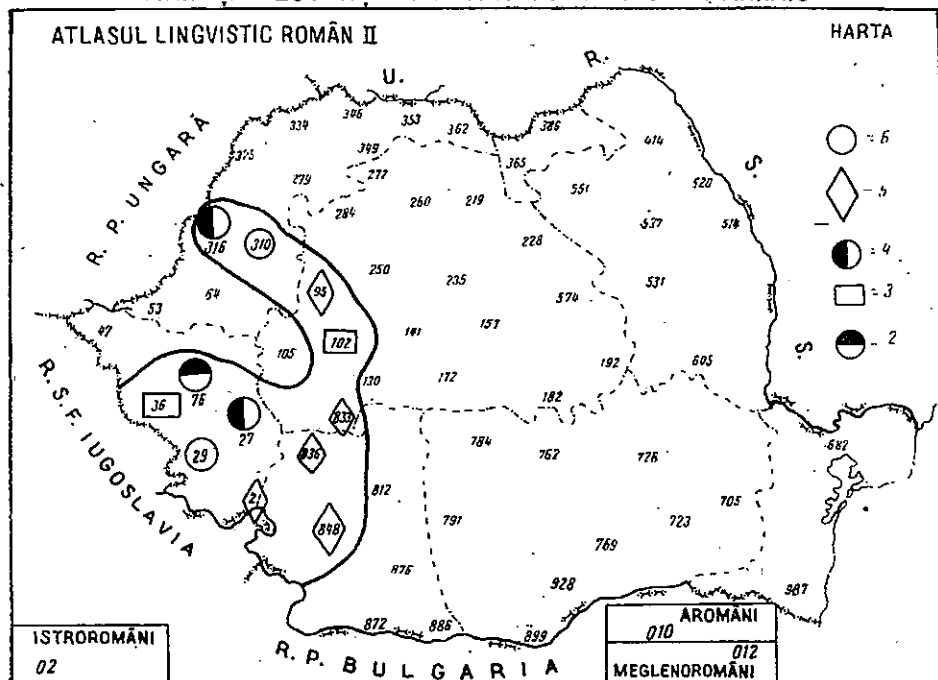 ATLASUL LINGVISTIC ROMÂN II
HARTA
U. R. S. S.
R. P. UNGARĂ
R. S. F. IUGOSLAVIA
R. P. BULGARIA
= 6
= 5
= 4
= 3
= 2
334 346 353 362 386 414
325 349 365
279 272 551 520
284 260 219 537 514
316 310 228
250 235 531
53 64 95 574
47 141 157
105 102 192 605
130 172 182
76
36 27 833
29 836 784 762 728 682
21 812 705
848 791 723
769
876 928 987
872 886 899
ISTROROMÂNI
02
AROMÂNI
010
012
MEGLENOROMÂNI